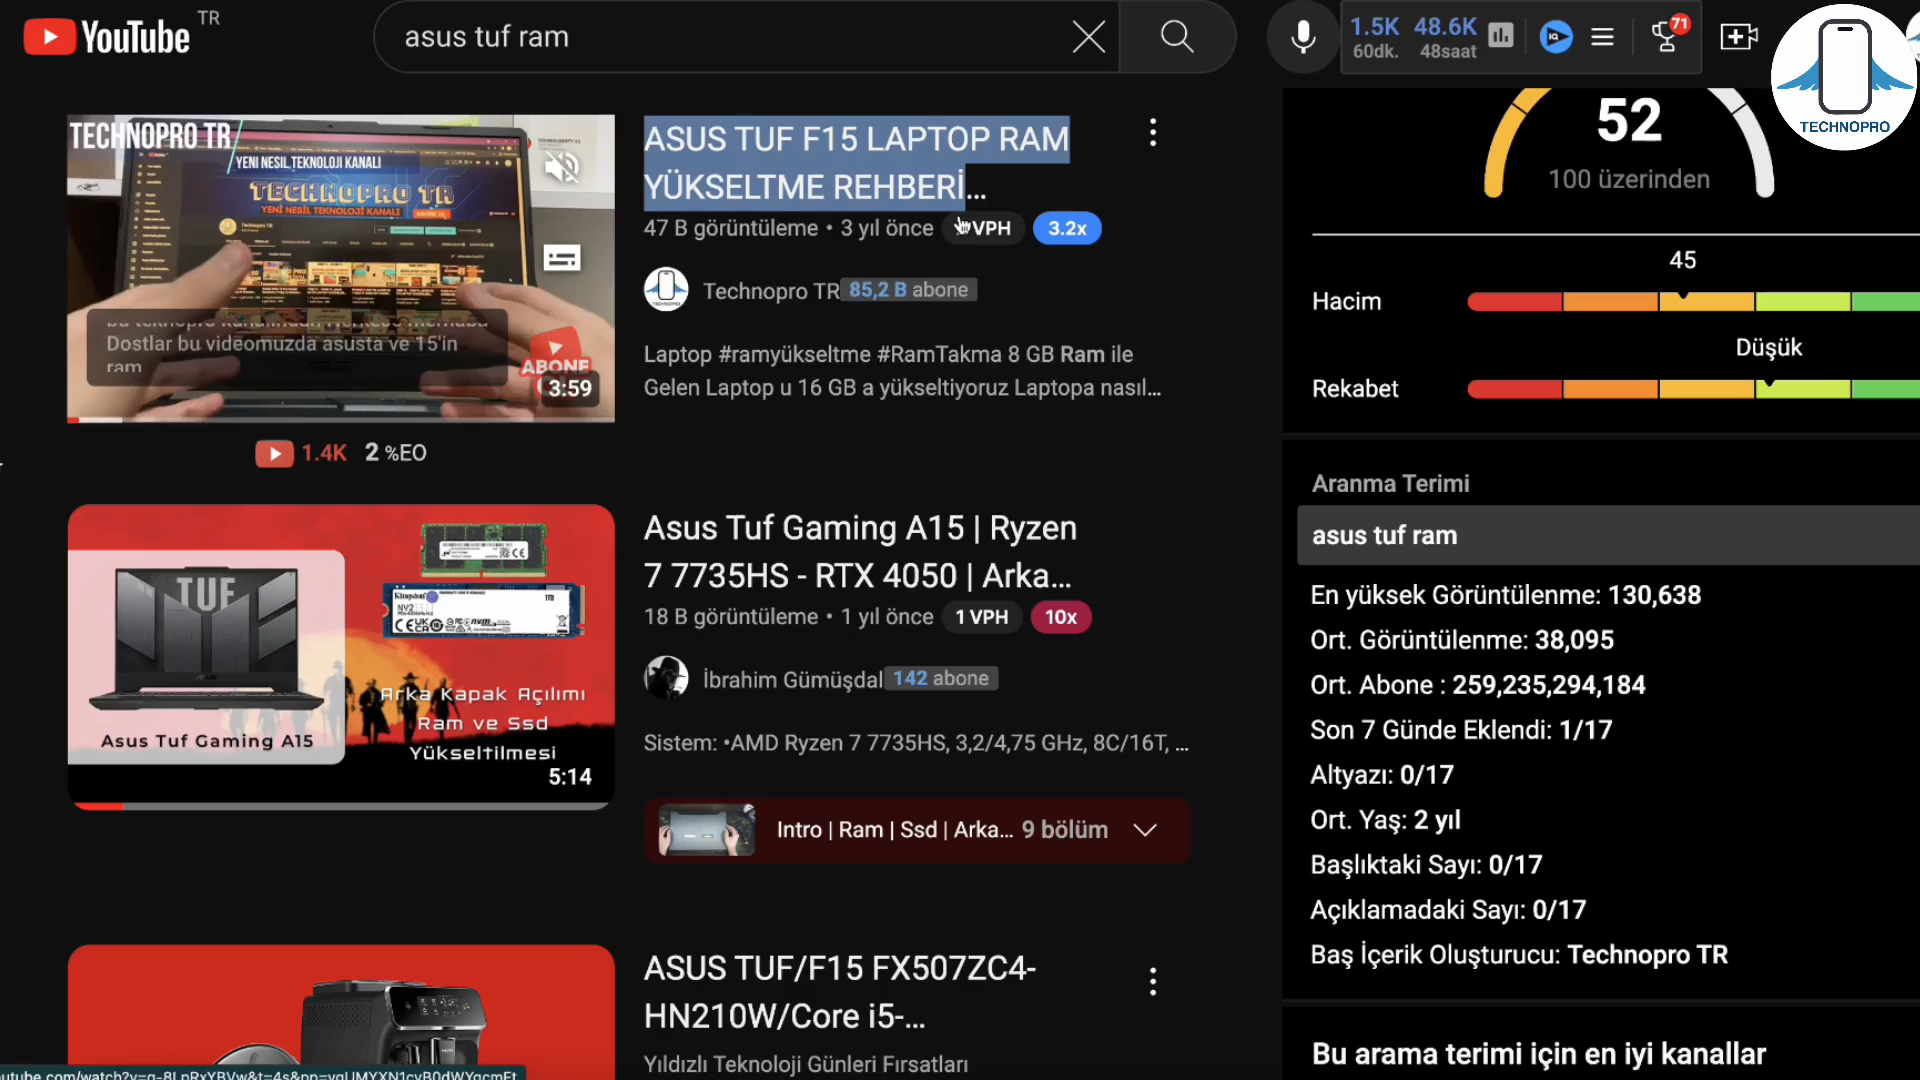 YouTube TR
asus tuf ram
1.5K 48.6K
60dk. 48saat
IQ
71
TECHNOPRO
TECHNOPRO TR
YENİ NESİL TEKNOLOJİ KANALI
TECHNOPRO TR
YENİ NESİL TEKNOLOJİ KANALI
Dostlar bu videomuzda asusta ve 15'in
ram
ABONE
3:59
1.4K 2 %EO
ASUS TUF F15 LAPTOP RAM
YÜKSELTME REHBERİ...
47 B görüntüleme • 3 yıl önce VPH 3.2x
Technopro TR 85,2 B abone
Laptop #ramyükseltme #RamTakma 8 GB Ram ile
Gelen Laptop u 16 GB a yükseltiyoruz Laptopa nasıl...
TUF
Asus Tuf Gaming A15
Kingston
NV2
1TB
Arka Kapak Açılımı
Ram ve Ssd
Yükseltilmesi
5:14
Asus Tuf Gaming A15 | Ryzen
7 7735HS - RTX 4050 | Arka...
18 B görüntüleme • 1 yıl önce 1 VPH 10x
İbrahim Gümüşdal 142 abone
Sistem: •AMD Ryzen 7 7735HS, 3,2/4,75 GHz, 8C/16T, ...
Intro | Ram | Ssd | Arka... 9 bölüm
ASUS TUF/F15 FX507ZC4-
HN210W/Core i5-...
Yıldızlı Teknoloji Günleri Fırsatları
52
100 üzerinden
45
Hacim
Düşük
Rekabet
Aranma Terimi
asus tuf ram
En yüksek Görüntülenme: 130,638
Ort. Görüntülenme: 38,095
Ort. Abone : 259,235,294,184
Son 7 Günde Eklendi: 1/17
Altyazı: 0/17
Ort. Yaş: 2 yıl
Başlıktaki Sayı: 0/17
Açıklamadaki Sayı: 0/17
Baş İçerik Oluşturucu: Technopro TR
Bu arama terimi için en iyi kanallar